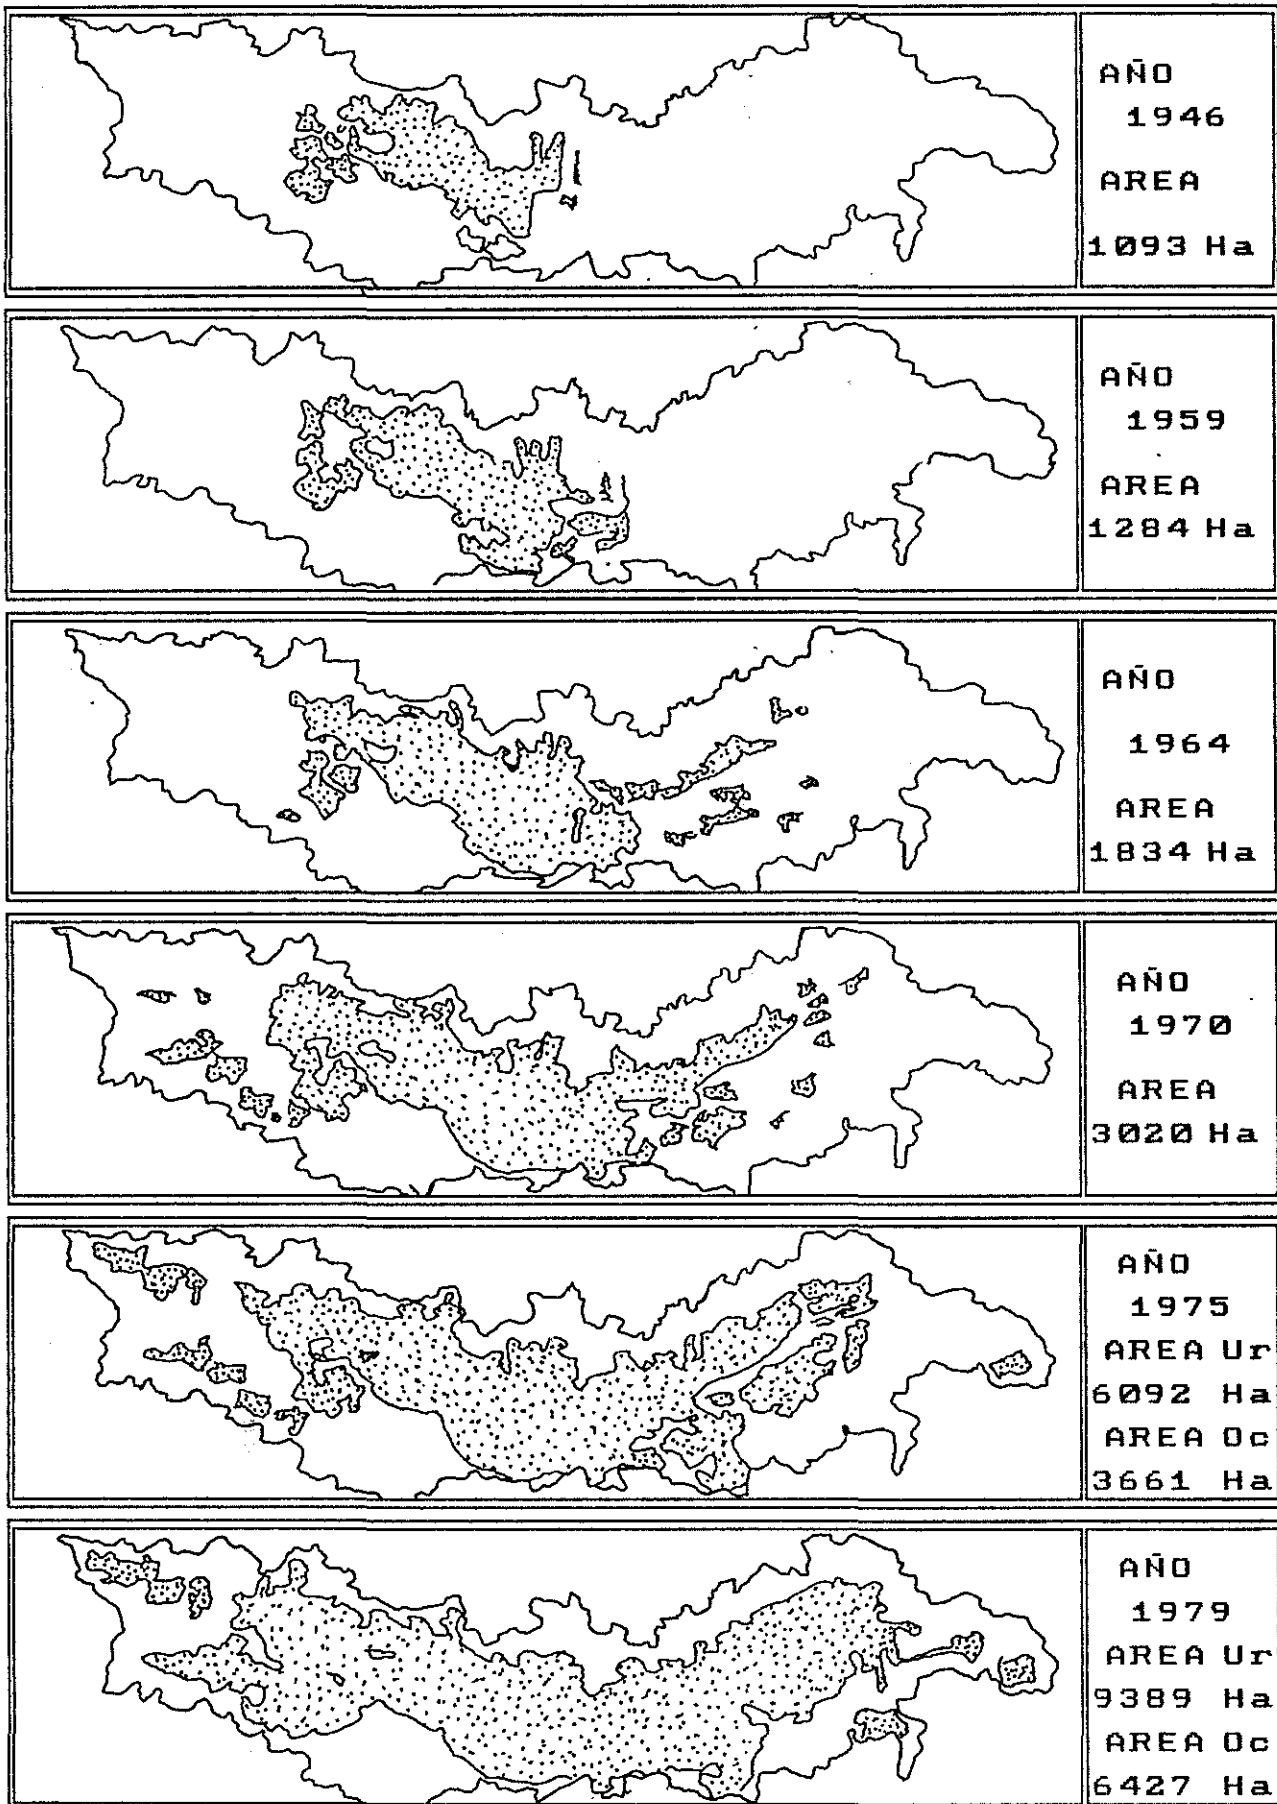 AÑO
1946
AREA
1093 Ha
AÑO
1959
AREA
1284 Ha
AÑO
1964
AREA
1834 Ha
AÑO
1970
AREA
3020 Ha
AÑO
1975
AREA Ur
6092 Ha
AREA Oc
3661 Ha
AÑO
1979
AREA Ur
9389 Ha
AREA Oc
6427 Ha